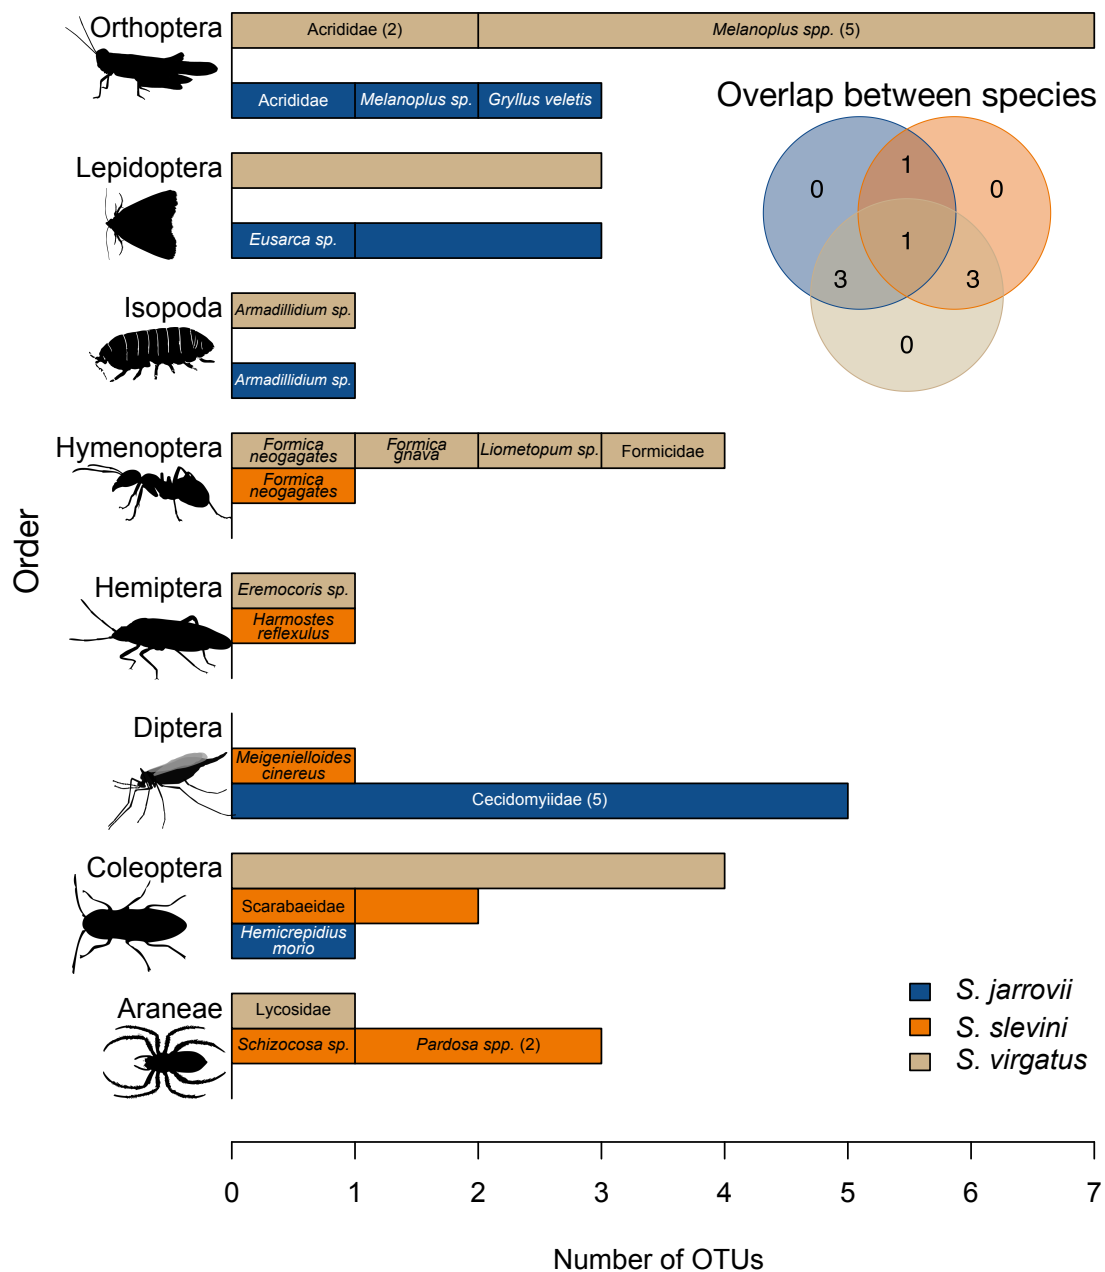 Orthoptera
Acrididae (2)
Melanoplus spp. (5)
Acrididae
Melanoplus sp.
Gryllus veletis
Overlap between species
0
1
0
1
3
3
0
Lepidoptera
Eusarca sp.
Isopoda
Armadillidium sp.
Armadillidium sp.
Hymenoptera
Formica
neogagates
Formica
gnava
Liometopum sp.
Formicidae
Formica
neogagates
Order
Hemiptera
Eremocoris sp.
Harmostes
reflexulus
Diptera
Meigenielloides
cinereus
Cecidomyiidae (5)
Coleoptera
Scarabaeidae
Hemicrepidius
morio
Araneae
Lycosidae
Schizocosa sp.
Pardosa spp. (2)
S. jarrovii
S. slevini
S. virgatus
0 1 2 3 4 5 6 7
Number of OTUs